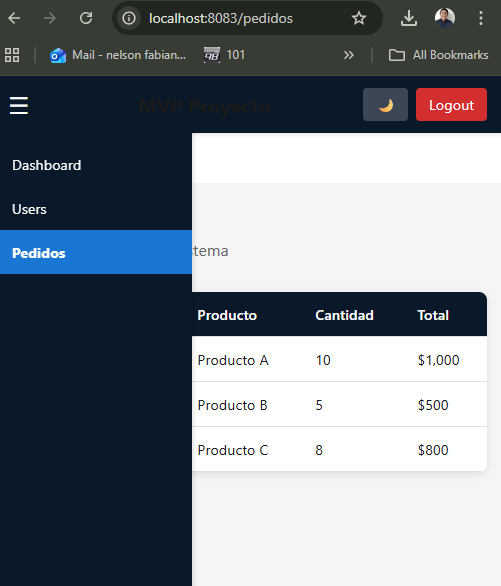 localhost:8083/pedidos
Mail - nelson fabian... 101 » All Bookmarks
MVP Proyecto Logout
Dashboard
Users
Pedidos
stema
Producto Cantidad Total
Producto A 10 $1,000
Producto B 5 $500
Producto C 8 $800